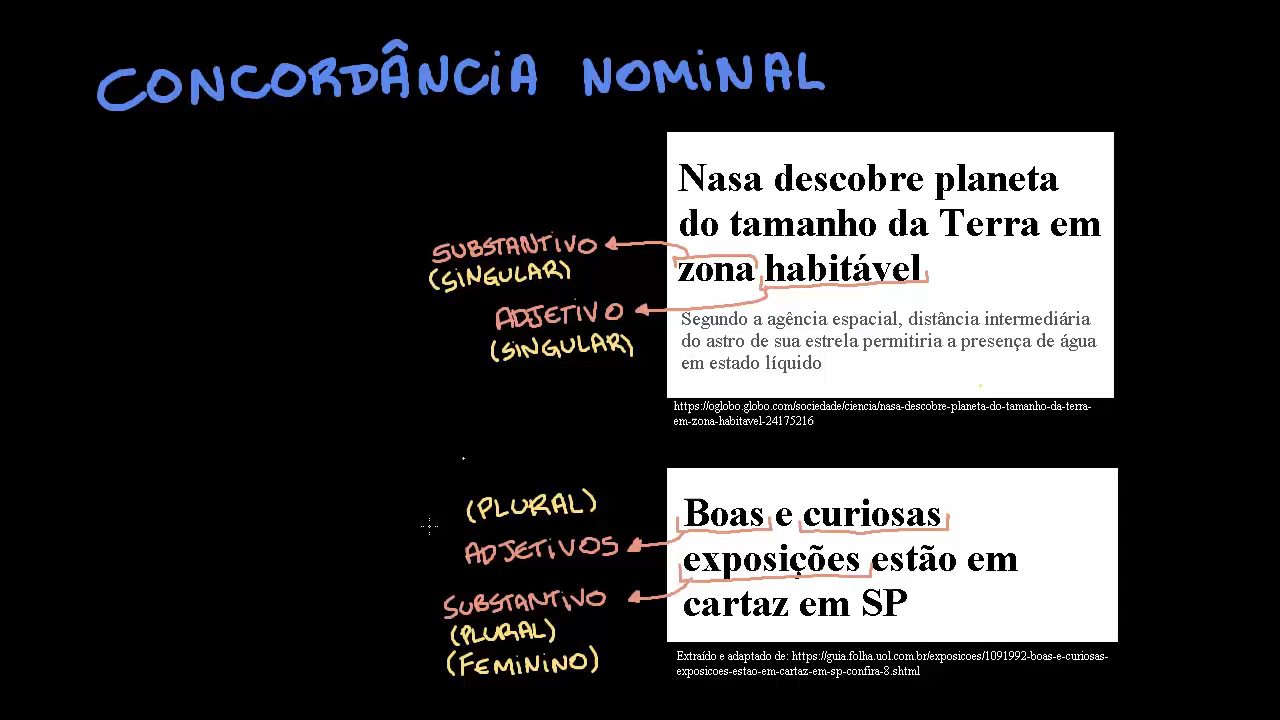 CONCORDÂNCIA NOMINAL
Nasa descobre planeta
do tamanho da Terra em
zona habitável
SUBSTANTIVO
(SINGULAR)
ADJETIVO
(SINGULAR)
Segundo a agência espacial, distância intermediária
do astro de sua estrela permitiria a presença de água
em estado líquido
https://oglobo.globo.com/sociedade/ciencia/nasa-descobre-planeta-do-tamanho-da-terra-
em-zona-habitavel-24175216
(PLURAL)
ADJETIVOS
SUBSTANTIVO
(PLURAL)
(FEMININO)
Boas e curiosas
exposições estão em
cartaz em SP
Extraído e adaptado de: https://guia.folha.uol.com.br/exposicoes/1091992-boas-e-curiosas-
exposicoes-estao-em-cartaz-em-sp-confira-8.shtml